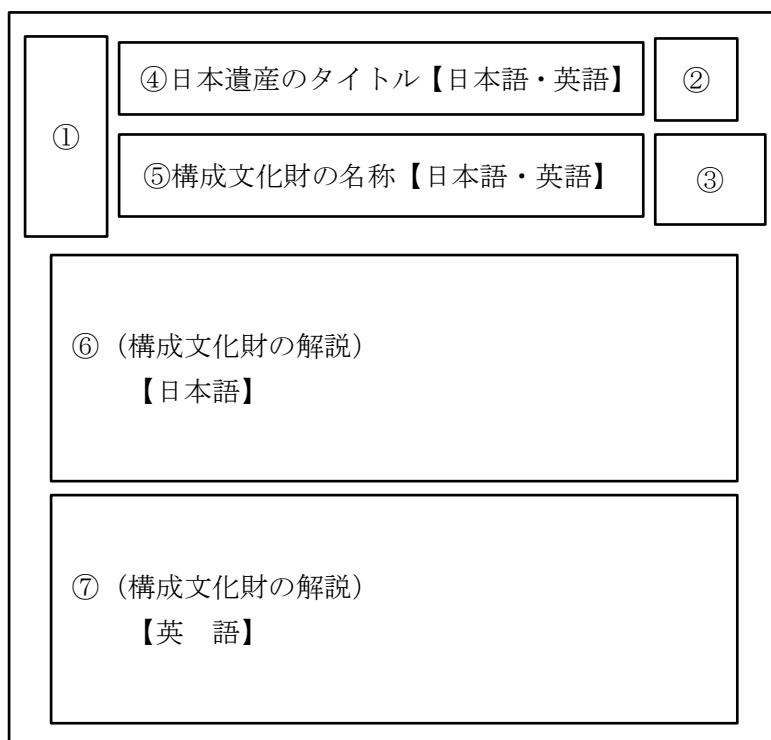 ①
④日本遺産のタイトル【日本語・英語】
②
⑤構成文化財の名称【日本語・英語】
③
⑥（構成文化財の解説）
【日本語】
⑦（構成文化財の解説）
【英　語】